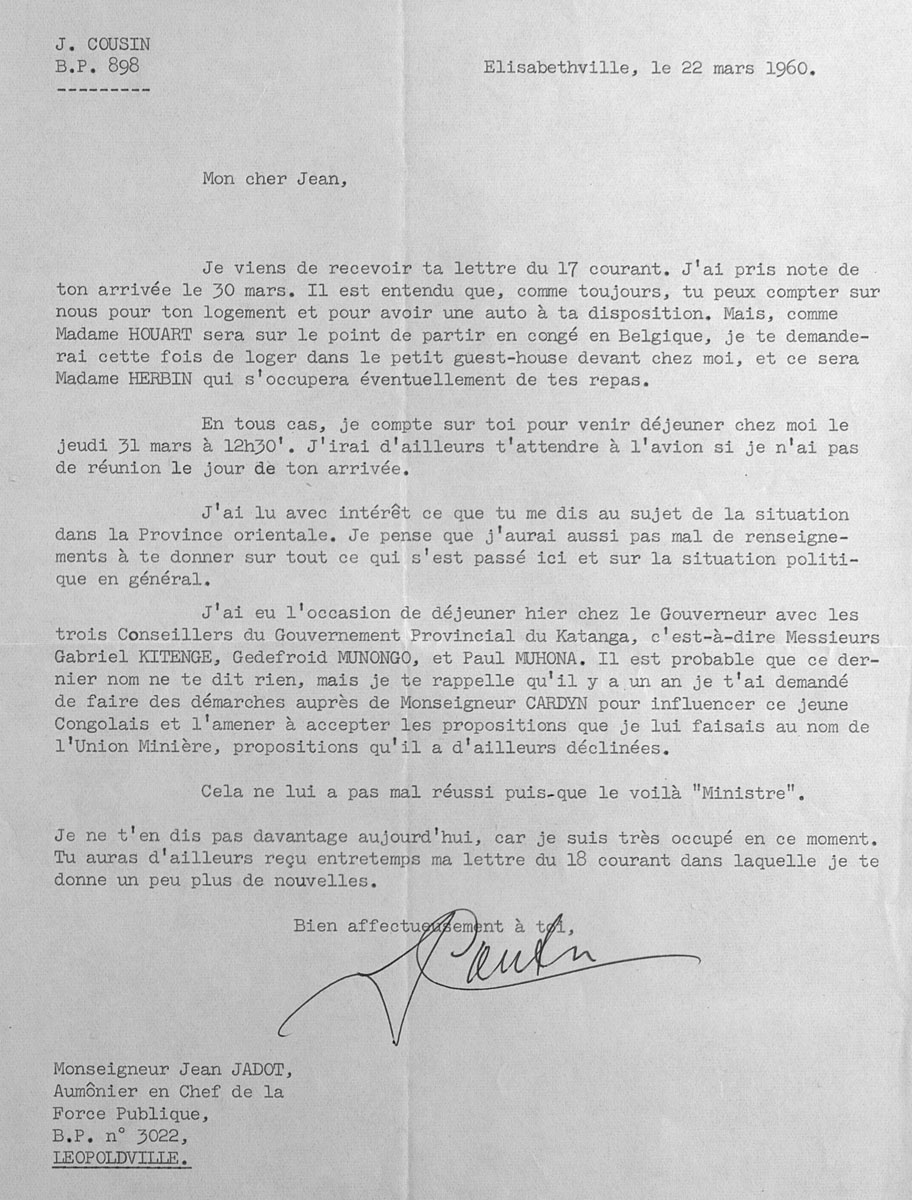 J. COUSIN
B.P. 898
---------
Elisabethville, le 22 mars 1960.
Mon cher Jean,
Je viens de recevoir ta lettre du 17 courant. J'ai pris note de
ton arrivée le 30 mars. Il est entendu que, comme toujours, tu peux compter sur
nous pour ton logement et pour avoir une auto à ta disposition. Mais, comme
Madame HOUART sera sur le point de partir en congé en Belgique, je te demande-
rai cette fois de loger dans le petit guest-house devant chez moi, et ce sera
Madame HERBIN qui s'occupera éventuellement de tes repas.
En tous cas, je compte sur toi pour venir déjeuner chez moi le
jeudi 31 mars à 12h30'. J'irai d'ailleurs t'attendre à l'avion si je n'ai pas
de réunion le jour de ton arrivée.
J'ai lu avec intérêt ce que tu me dis au sujet de la situation
dans la Province orientale. Je pense que j'aurai aussi pas mal de renseigne-
ments à te donner sur tout ce qui s'est passé ici et sur la situation politi-
que en général.
J'ai eu l'occasion de déjeuner hier chez le Gouverneur avec les
trois Conseillers du Gouvernement Provincial du Katanga, c'est-à-dire Messieurs
Gabriel KITENGE, Gedefroid MUNONGO, et Paul MUHONA. Il est probable que ce der-
nier nom ne te dit rien, mais je te rappelle qu'il y a un an je t'ai demandé
de faire des démarches auprès de Monseigneur CARDYN pour influencer ce jeune
Congolais et l'amener à accepter les propositions que je lui faisais au nom de
l'Union Minière, propositions qu'il a d'ailleurs déclinées.
Cela ne lui a pas mal réussi puis-que le voilà "Ministre".
Je ne t'en dis pas davantage aujourd'hui, car je suis très occupé en ce moment.
Tu auras d'ailleurs reçu entretemps ma lettre du 18 courant dans laquelle je te
donne un peu plus de nouvelles.
Bien affectueusement à toi,
J Cousin
Monseigneur Jean JADOT,
Aumônier en Chef de la
Force Publique,
B.P. n° 3022,
LEOPOLDVILLE.